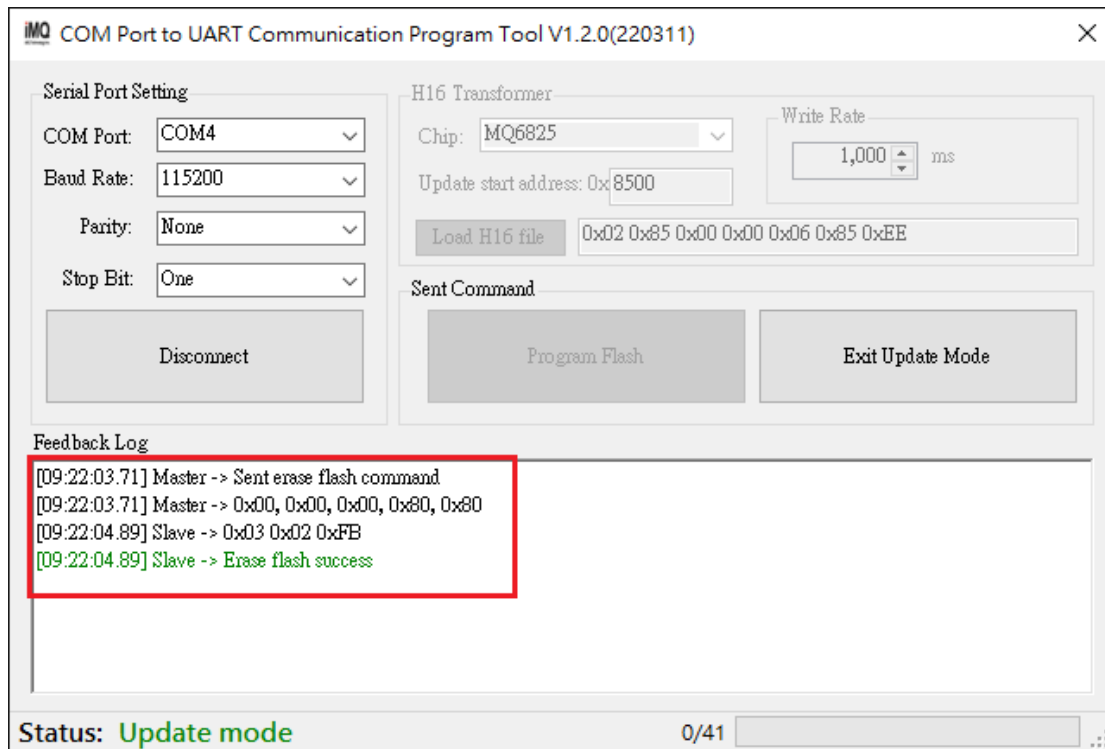 iMQ COM Port to UART Communication Program Tool V1.2.0(220311)
Serial Port Setting
COM Port: COM4
Baud Rate: 115200
Parity: None
Stop Bit: One
Disconnect
H16 Transformer
Chip: MQ6825
Update start address: 0x 8500
Write Rate
1,000 ms
Load H16 file 0x02 0x85 0x00 0x00 0x06 0x85 0xEE
Sent Command
Program Flash
Exit Update Mode
Feedback Log
[09:22:03.71] Master -> Sent erase flash command
[09:22:03.71] Master -> 0x00, 0x00, 0x00, 0x80, 0x80
[09:22:04.89] Slave -> 0x03 0x02 0xFB
[09:22:04.89] Slave -> Erase flash success
Status: Update mode 0/41